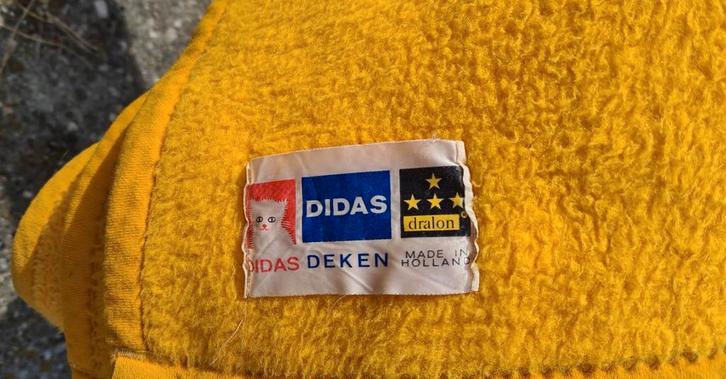 DIDAS
dralon
DIDAS DEKEN MADE IN
HOLLAND